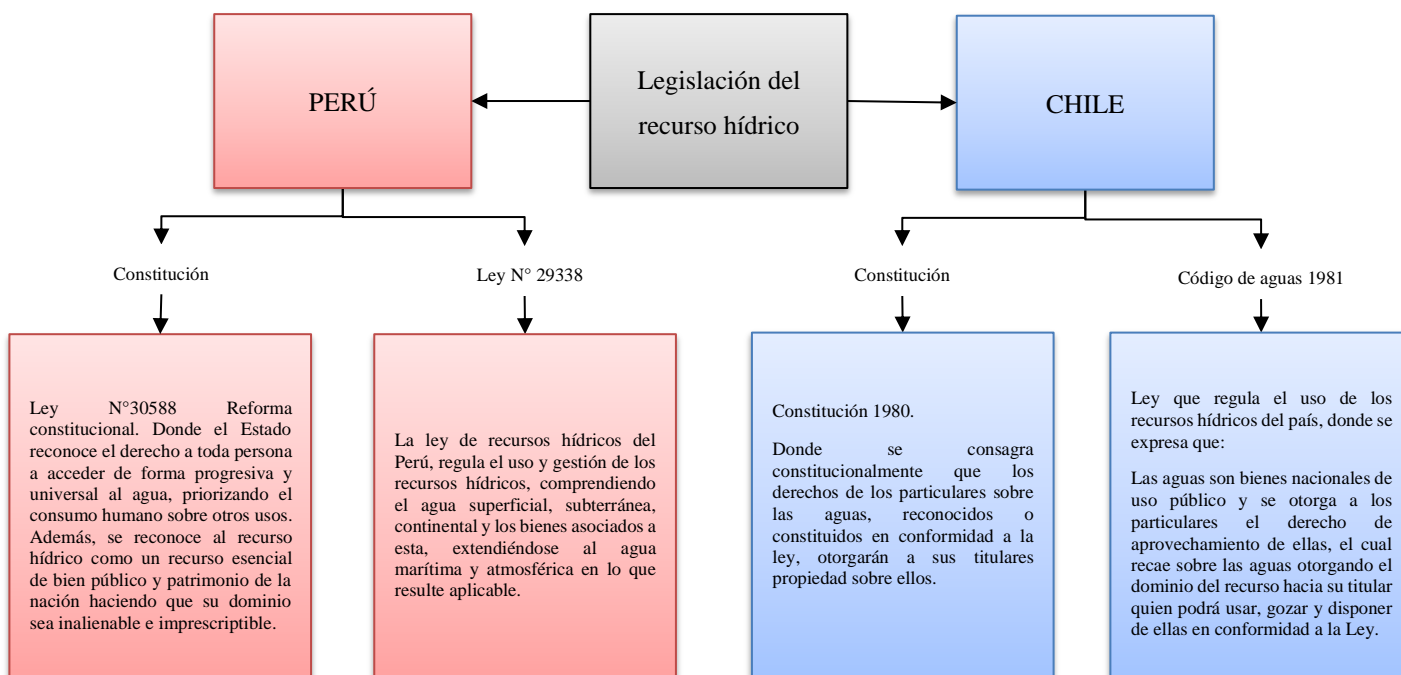 PERÚ
Legislación del
recurso hídrico
CHILE
Constitución
Ley N° 29338
Constitución
Código de aguas 1981
Ley N°30588 Reforma
constitucional. Donde el Estado
reconoce el derecho a toda persona
a acceder de forma progresiva y
universal al agua, priorizando el
consumo humano sobre otros usos.
Además, se reconoce al recurso
hídrico como un recurso esencial
de bien público y patrimonio de la
nación haciendo que su dominio
sea inalienable e imprescriptible.
La ley de recursos hídricos del
Perú, regula el uso y gestión de los
recursos hídricos, comprendiendo
el agua superficial, subterránea,
continental y los bienes asociados a
esta, extendiéndose al agua
marítima y atmosférica en lo que
resulte aplicable.
Constitución 1980.
Donde se consagra
constitucionalmente que los
derechos de los particulares sobre
las aguas, reconocidos o
constituidos en conformidad a la
ley, otorgarán a sus titulares
propiedad sobre ellos.
Ley que regula el uso de los
recursos hídricos del país, donde se
expresa que:
Las aguas son bienes nacionales de
uso público y se otorga a los
particulares el derecho de
aprovechamiento de ellas, el cual
recae sobre las aguas otorgando el
dominio del recurso hacia su titular
quien podrá usar, gozar y disponer
de ellas en conformidad a la Ley.